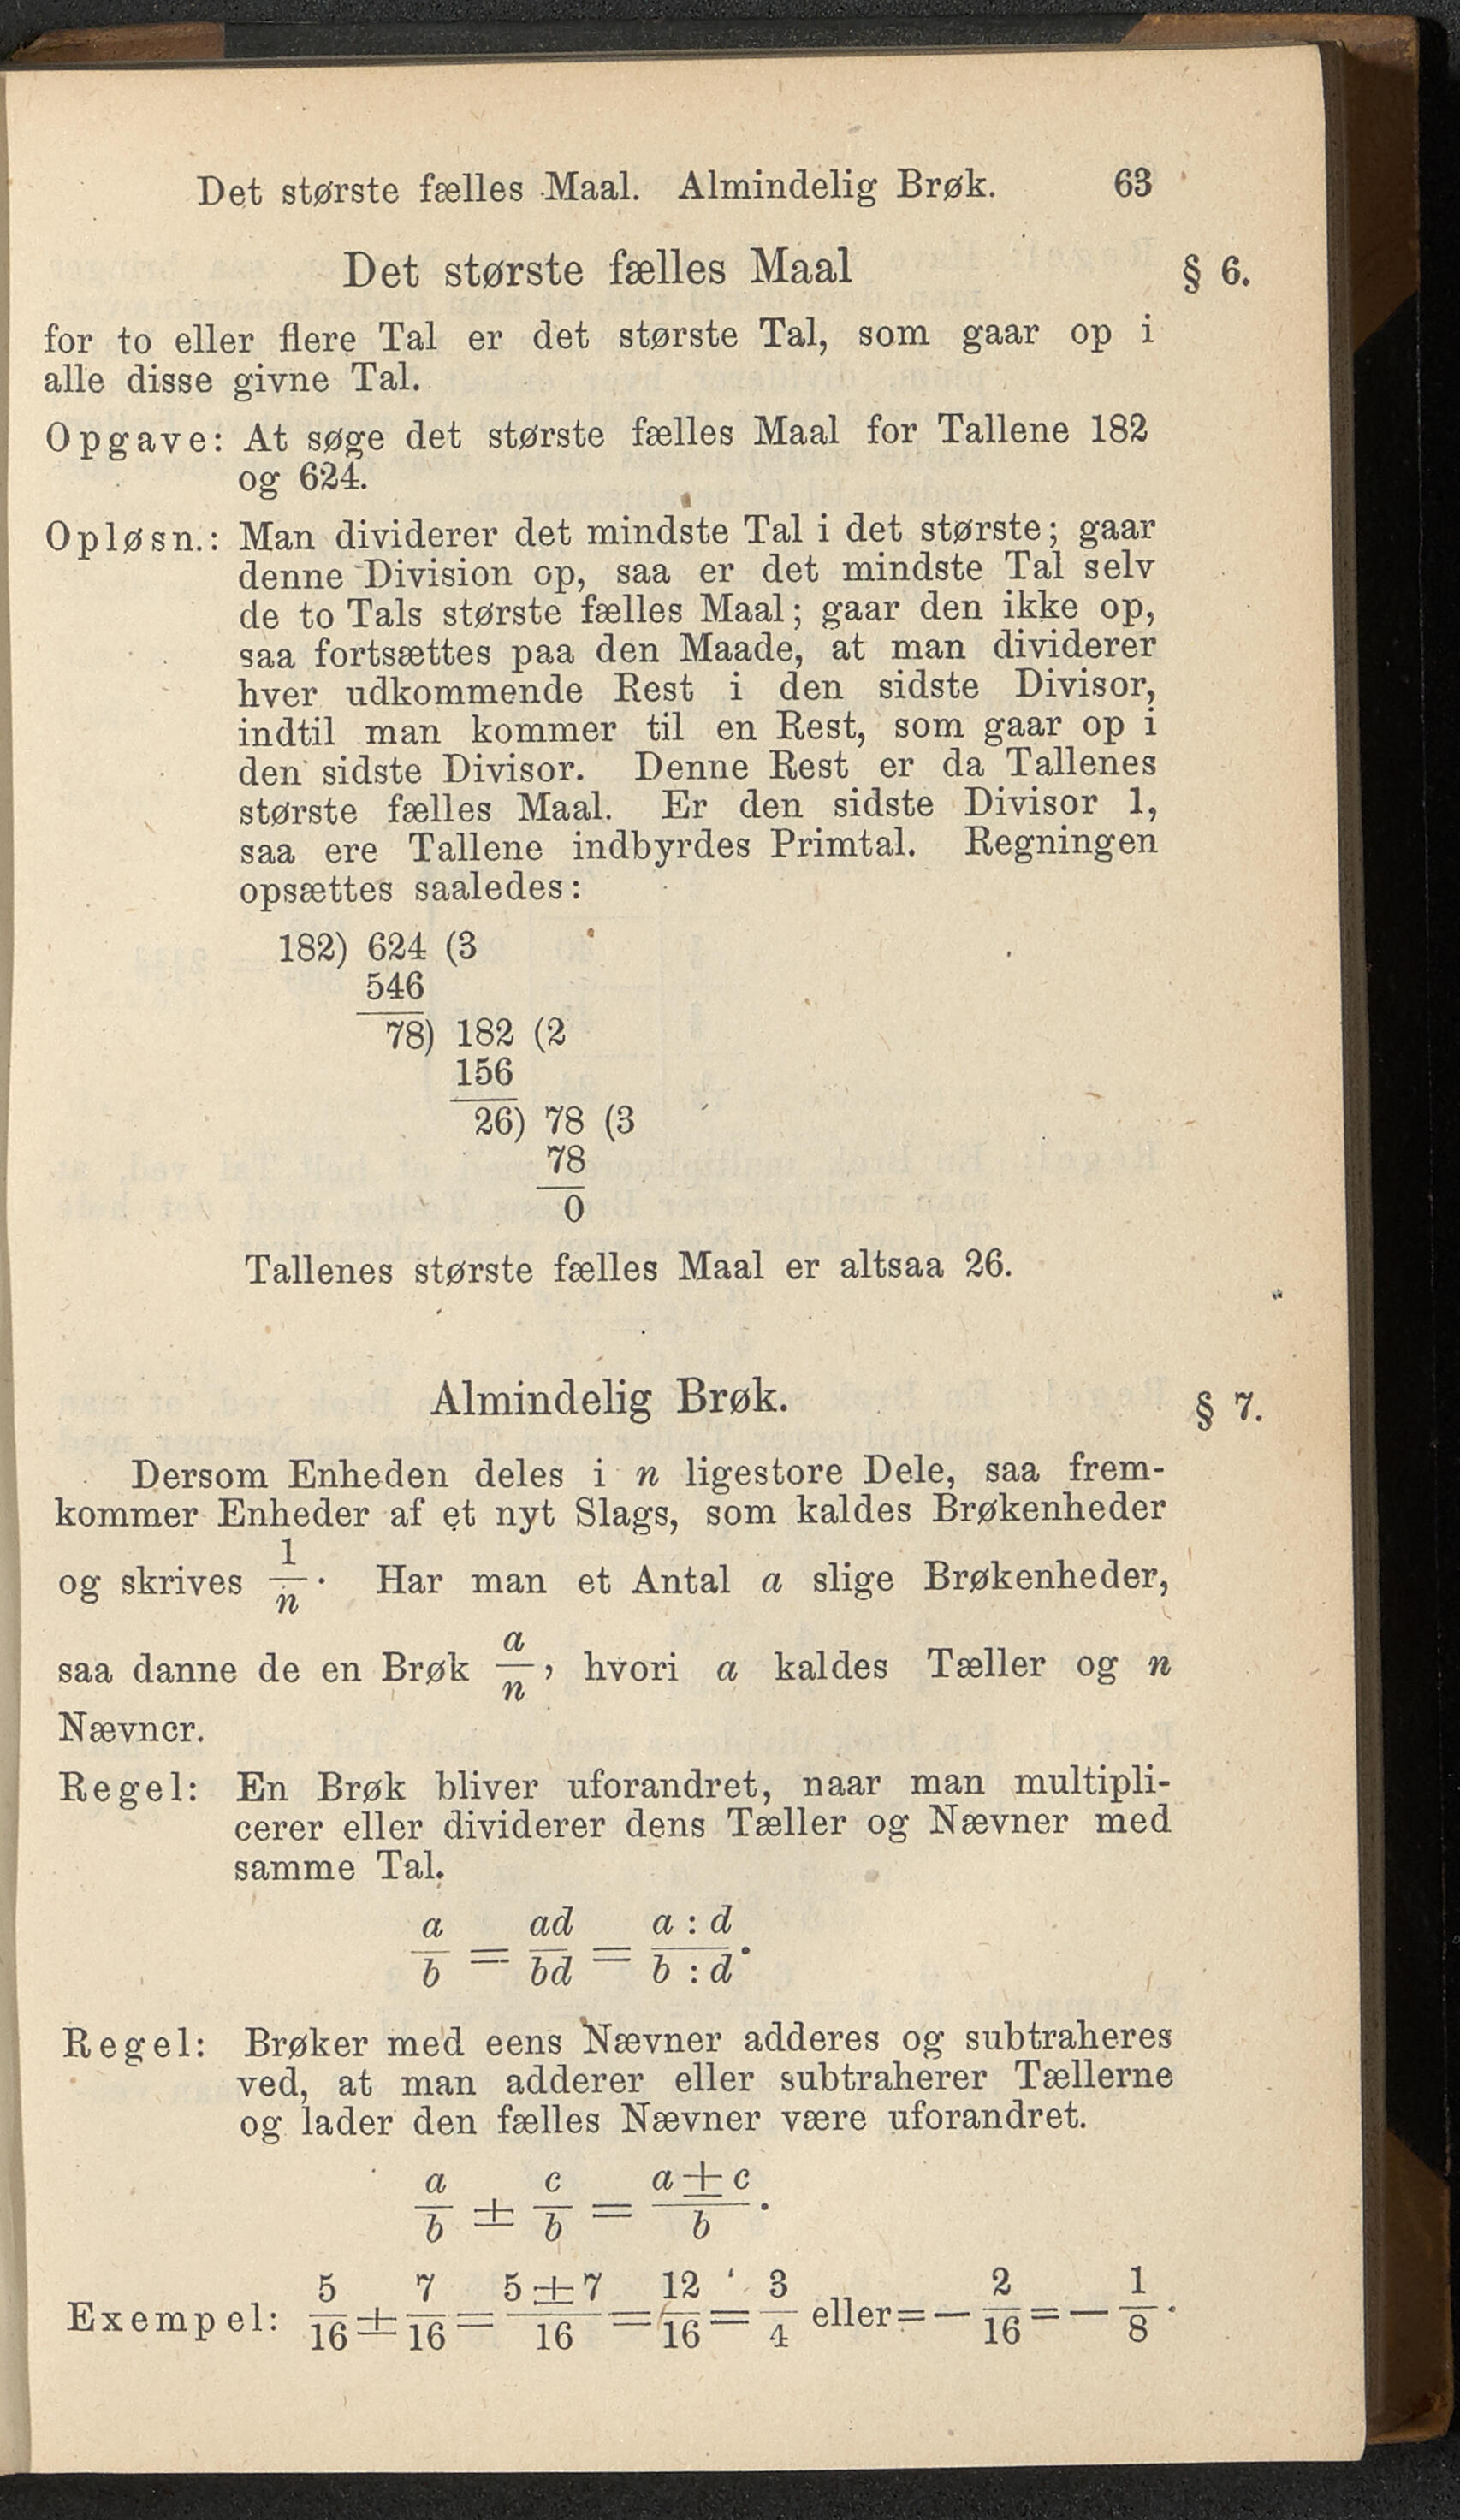 Det største fælles Maal. Almindelig Brøk. 63
Det største fælles Maal § 6.
for to eller flere Tal er det største Tal, som gaar op i
alle disse givne Tal.
Opgave: At søge det største fælles Maal for Tallene 182
og 624.
Opløsn.: Man dividerer det mindste Tal i det største; gaar
denne Division op, saa er det mindste Tal selv
de to Tals største fælles Maal; gaar den ikke op,
saa fortsættes paa den Maade, at man dividerer
hver udkommende Rest i den sidste Divisor,
indtil man kommer til en Rest, som gaar op i
den sidste Divisor. Denne Rest er da Tallenes
største fælles Maal. Er den sidste Divisor 1,
saa ere Tallene indbyrdes Primtal. Regningen
opsættes saaledes:
182) 624 (3
546
78) 182 (2
156
26) 78 (3
78
0
Tallenes største fælles Maal er altsaa 26.
Almindelig Brøk. § 7.
Dersom Enheden deles i n ligestore Dele, saa frem-
kommer Enheder af et nyt Slags, som kaldes Brøkenheder
og skrives 1/n. Har man et Antal a slige Brøkenheder,
saa danne de en Brøk a/n, hvori a kaldes Tæller og n
Nævncr.
Regel: En Brøk bliver uforandret, naar man multipli-
cerer eller dividerer dens Tæller og Nævner med
samme Tal.
a/b = ad/bd = a : d/b : d.
Regel: Brøker med eens Nævner adderes og subtraheres
ved, at man adderer eller subtraherer Tællerne
og lader den fælles Nævner være uforandret.
a/b ± c/b = a ± c/b.
Exempel: 5/16 ± 7/16 = 5 ± 7/16 = 12/16 = 3/4 eller = − 2/16 = − 1/8.